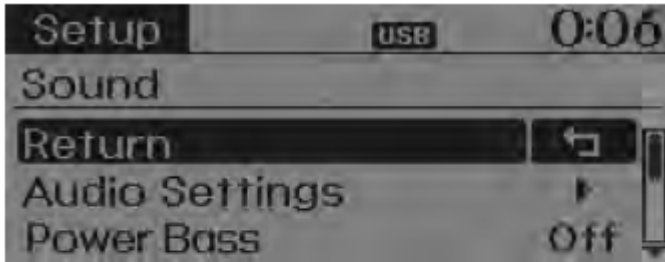 Setup USB 0:06
Sound
Return
Audio Settings
Power Bass Off